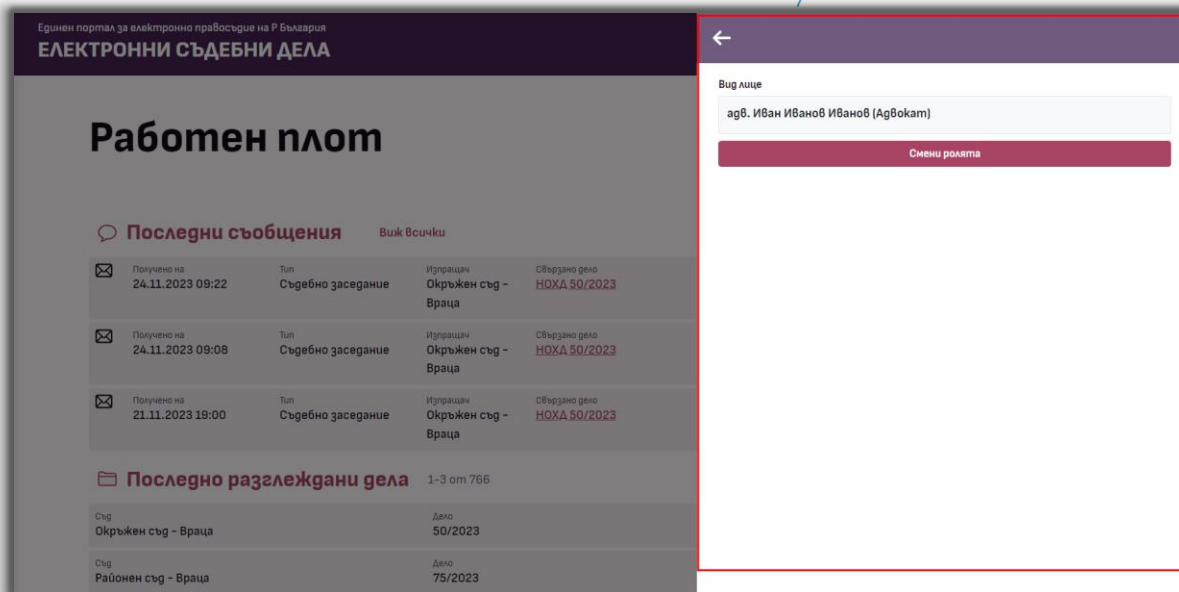 Единен портал за електронно правосъдие на Р България
ЕЛЕКТРОННИ СЪДЕБНИ ДЕЛА
Работен плот
Последни съобщения Виж всички
Получено на Тип Изпращач Свързано дело
24.11.2023 09:22 Съдебно заседание Окръжен съд - НОХД 50/2023
Враца
Получено на Тип Изпращач Свързано дело
24.11.2023 09:08 Съдебно заседание Окръжен съд - НОХД 50/2023
Враца
Получено на Тип Изпращач Свързано дело
21.11.2023 19:00 Съдебно заседание Окръжен съд - НОХД 50/2023
Враца
Последно разглеждани дела 1-3 от 766
Съд Дело
Окръжен съд - Враца 50/2023
Съд Дело
Районен съд - Враца 75/2023
Вид лице
адв. Иван Иванов Иванов (Адвокат)
Смени ролята